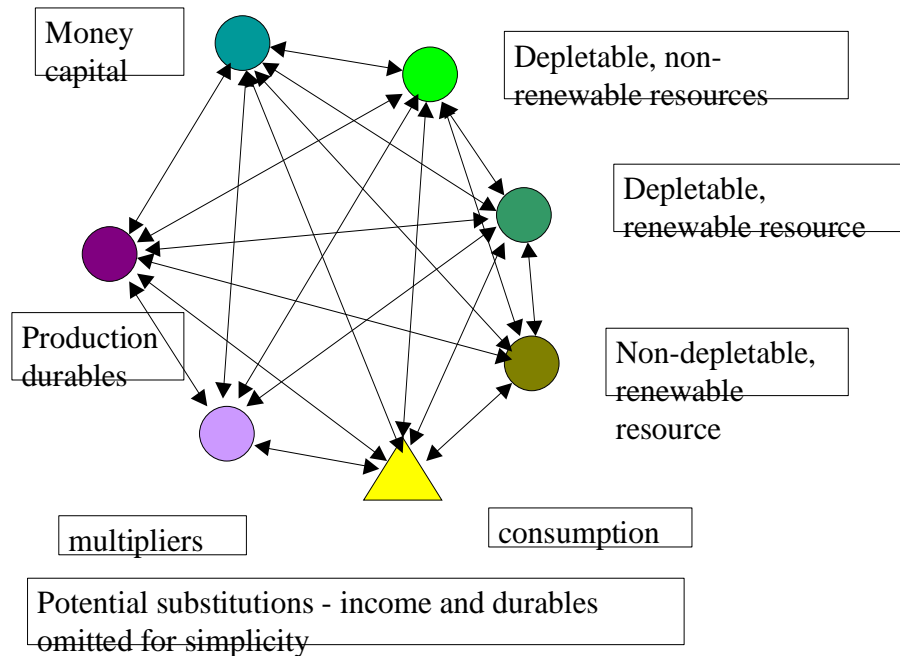 Money
capital
Depletable, non-
renewable resources
Depletable,
renewable resource
Production
durables
Non-depletable,
renewable
resource
multipliers
consumption
Potential substitutions - income and durables
omitted for simplicity